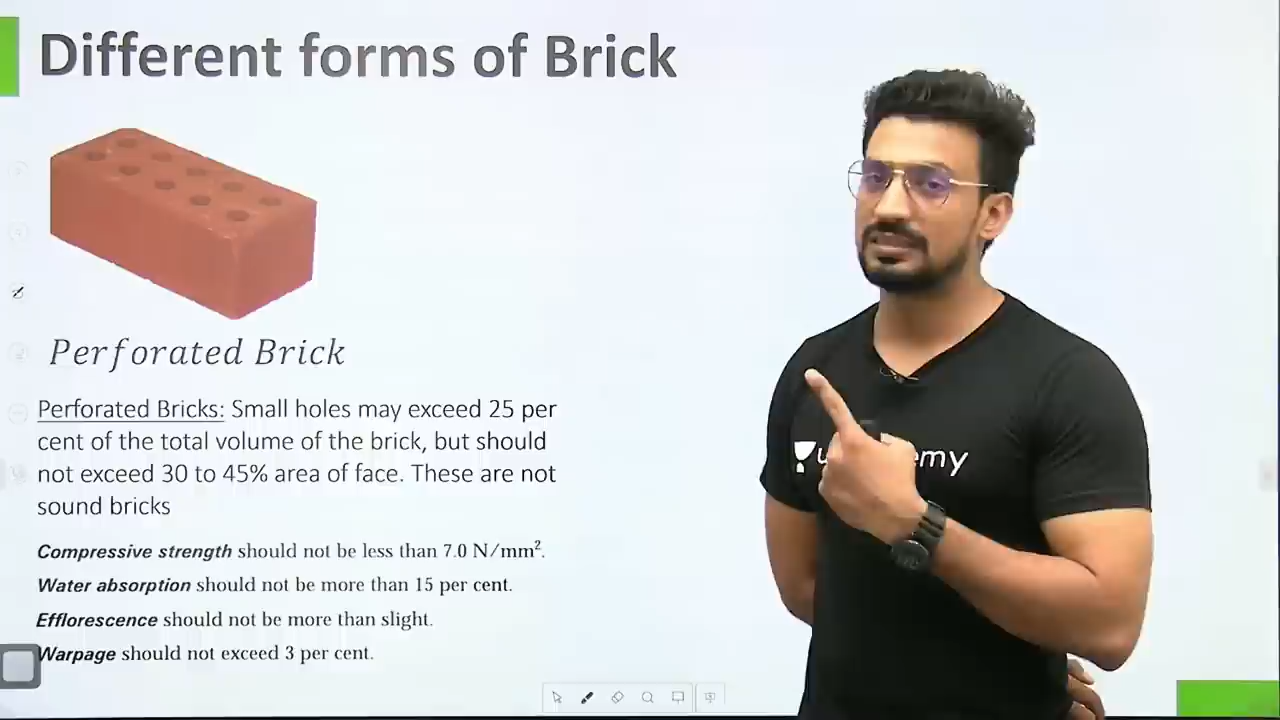 Different forms of Brick
Perforated Brick
Perforated Bricks: Small holes may exceed 25 per
cent of the total volume of the brick, but should
not exceed 30 to 45% area of face. These are not
sound bricks
Compressive strength should not be less than 7.0 N/mm².
Water absorption should not be more than 15 per cent.
Efflorescence should not be more than slight.
Warpage should not exceed 3 per cent.